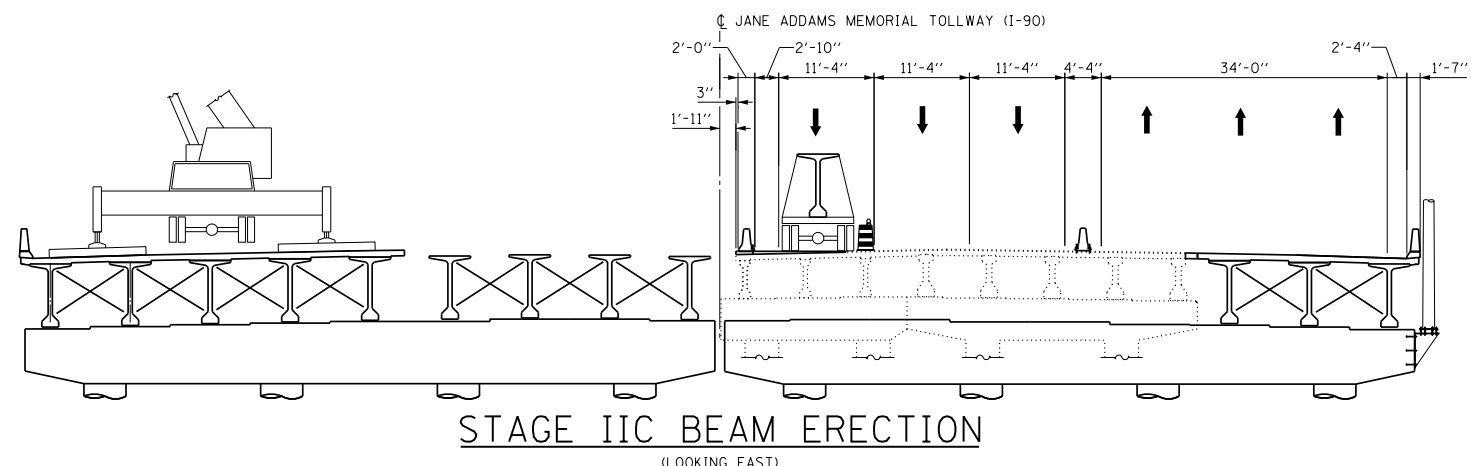 ℄ JANE ADDAMS MEMORIAL TOLLWAY (I-90)
2'-0" 2'-10" 2'-4"
11'-4" 11'-4" 11'-4" 4'-4" 34'-0" 1'-7"
3"
1'-11"
STAGE IIC BEAM ERECTION
(LOOKING EAST)